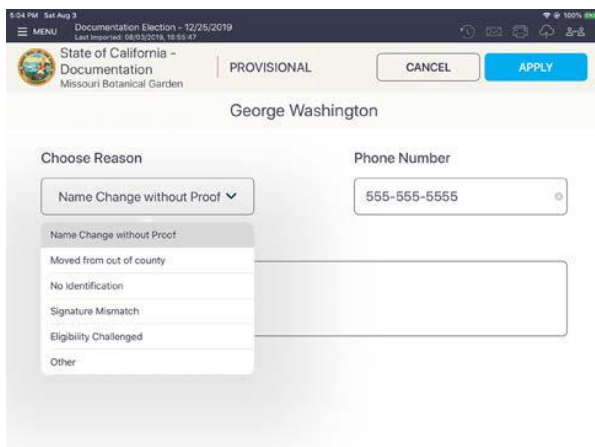 5:04 PM Sat Aug 3
100%
MENU
Documentation Election - 12/25/2019
Last Imported: 08/03/2019, 16:55:47
State of California -
Documentation
Missouri Botanical Garden
PROVISIONAL
CANCEL
APPLY
George Washington
Choose Reason
Phone Number
Name Change without Proof
555-555-5555
Name Change without Proof
Moved from out of county
No identification
Signature Mismatch
Eligibility Challenged
Other